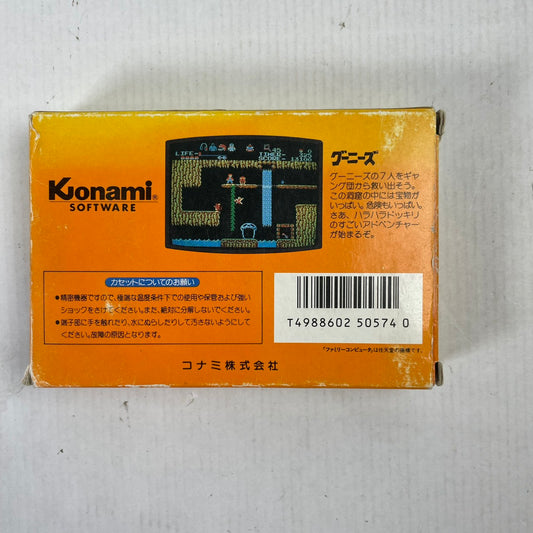 Konami®
SOFTWARE
LIFE-
TIMER-
SCORE-
グーニーズ
グーニーズの7人をギャ
ング団から救い出そう。
この洞窟の中には宝物が
いっぱい。危険もいっぱい。
さあ、ハラハラドッキリ
のすごいアドベンチャー
が始まるぞ。
カセットについてのお願い
●精密機器ですので、極端な温度条件下での使用や保管および強い
ショックをさけてください。また、絶対に分解しないでください。
●端子部に手を触れたり、水にぬらしたりして汚さないようにして
ください。故障の原因となります。
T4988602 50574 0
コナミ株式会社
「ファミリーコンピュータ」は任天堂の商標です。